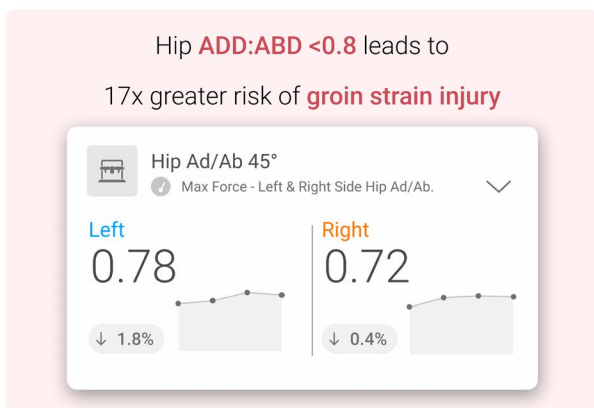 Hip ADD:ABD <0.8 leads to
17x greater risk of groin strain injury
Hip Ad/Ab 45°
Max Force - Left & Right Side Hip Ad/Ab.
Left
0.78
↓ 1.8%
Right
0.72
↓ 0.4%